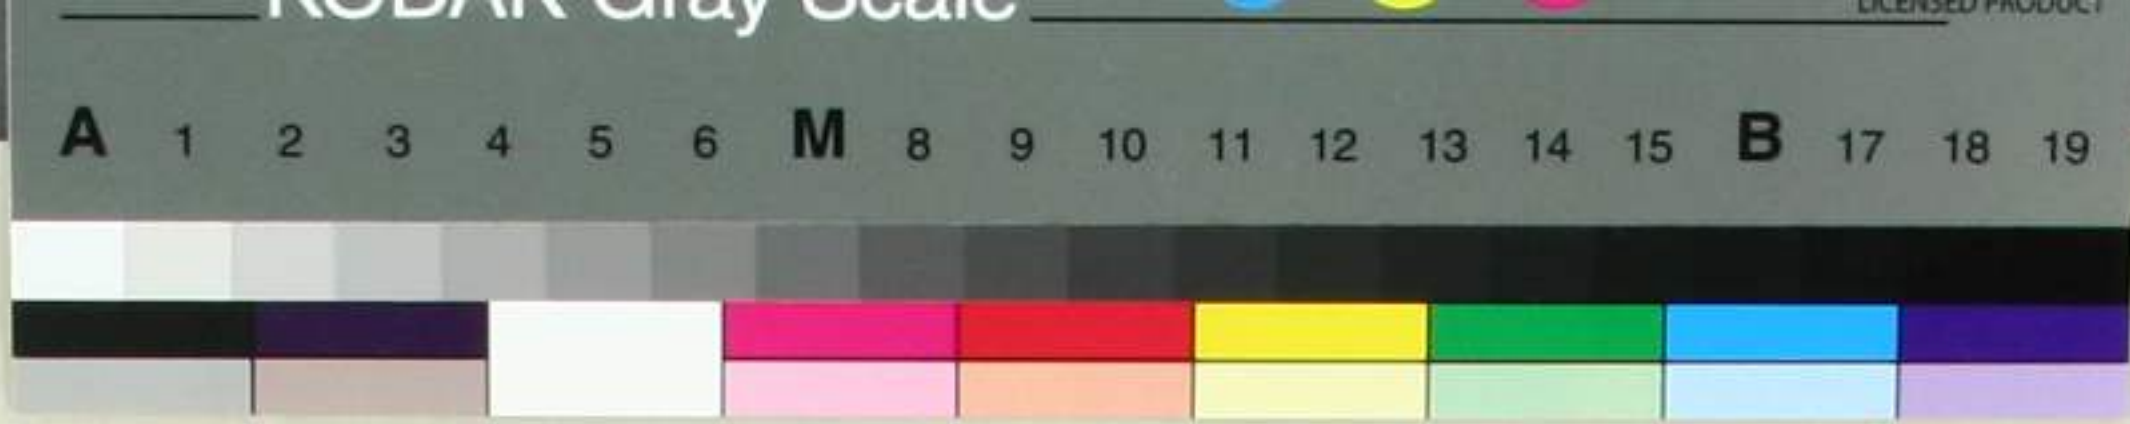 KODAK Gray Scale
LICENSED PRODUCT
A 1 2 3 4 5 6 M 8 9 10 11 12 13 14 15 B 17 18 19